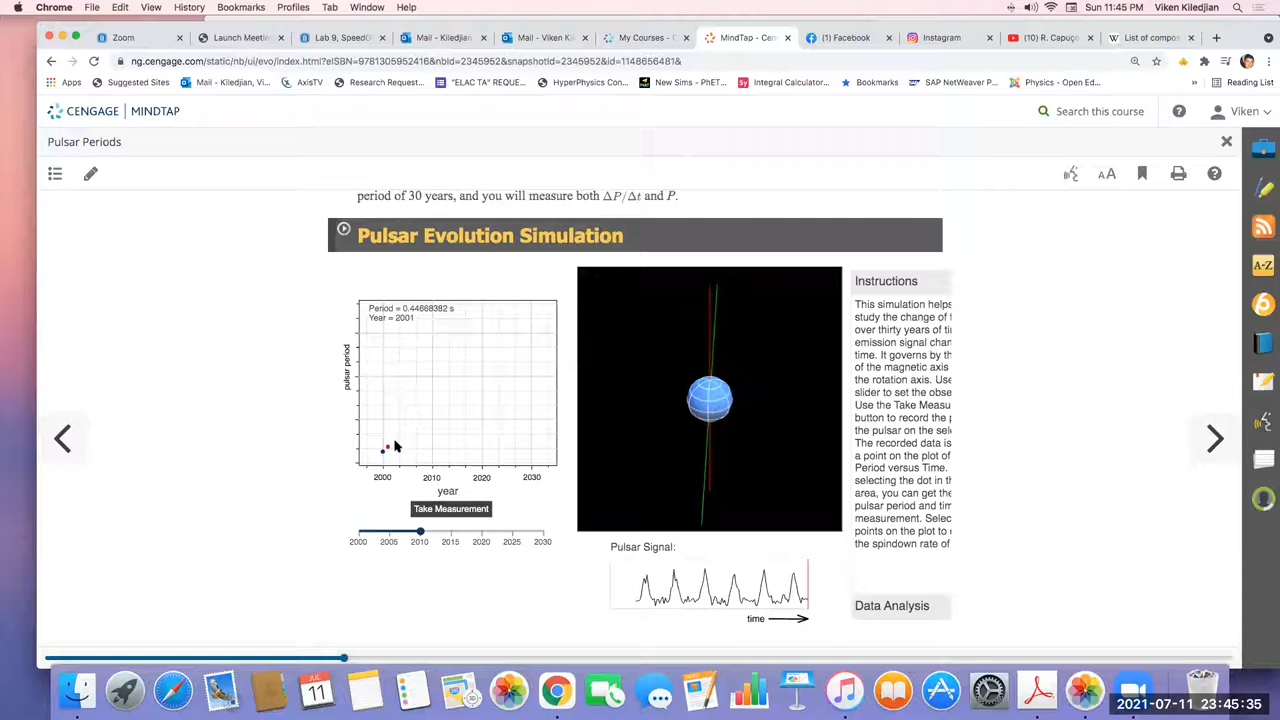 Chrome File Edit View History Bookmarks Profiles Tab Window Help Sun 11:45 PM Viken Kiledjian
Zoom Launch Meetin Lab 9, SpeedG Mail - Kiledjian Mail - Viken Ki My Courses - C MindTap - Cen (1) Facebook Instagram (10) R. Capuço List of compos
ng.cengage.com/static/nb/ui/evo/index.html?eISBN=9781305952416&nbId=2345952&snapshotId=2345952&id=1148656481&
Apps Suggested Sites Mail - Kiledjian, Vi... AxisTV Research Request... "ELAC TA" REQUE... HyperPhysics Conc... New Sims - PhET... Integral Calculator... Bookmarks SAP NetWeaver P... Physics - Open Ed... » Reading List
CENGAGE | MINDTAP Search this course Viken
Pulsar Periods
AA
period of 30 years, and you will measure both ΔP/Δt and P.
Pulsar Evolution Simulation
Period = 0.44668382 s
Year = 2001
pulsar period
2000 2010 2020 2030
year
Take Measurement
2000 2005 2010 2015 2020 2025 2030
Pulsar Signal:
time
Instructions
This simulation helps
study the change of t
over thirty years of ti
emission signal chan
time. It governs by th
of the magnetic axis
the rotation axis. Use
slider to set the obse
Use the Take Measu
button to record the p
the pulsar on the sel
The recorded data is
a point on the plot of
Period versus Time.
selecting the dot in th
area, you can get the
pulsar period and tim
measurement. Selec
points on the plot to
the spindown rate of
Data Analysis
A-Z
JUL
11
2021-07-11 23:45:35